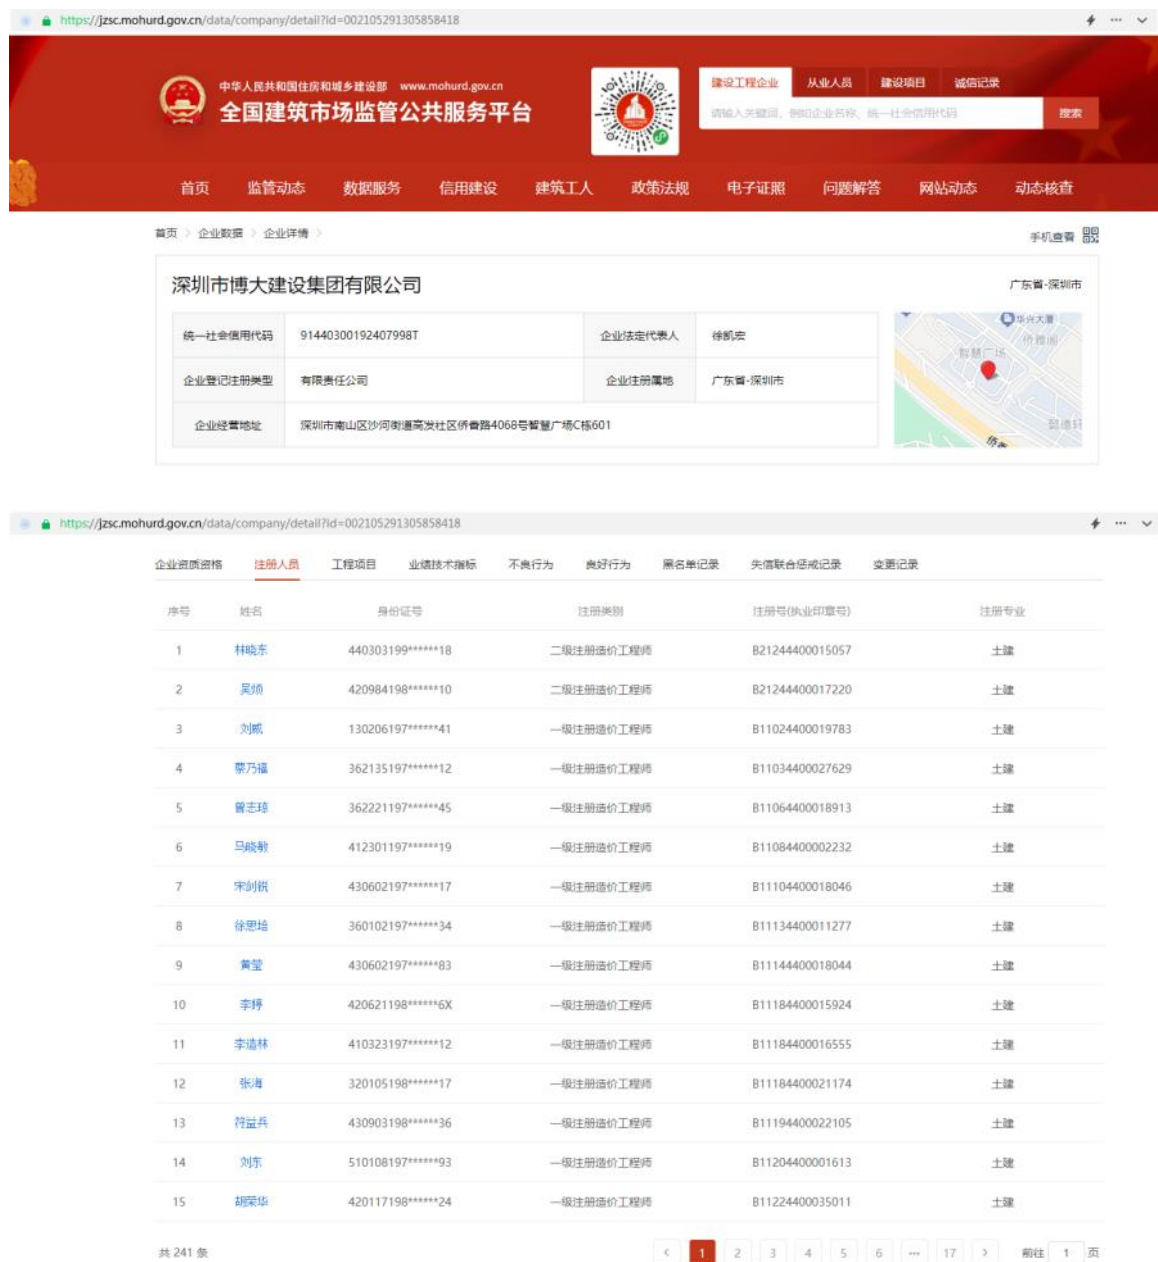 https://jzsc.mohurd.gov.cn/data/company/detail?id=002105291305858418
中华人民共和国住房和城乡建设部 www.mohurd.gov.cn
全国建筑市场监管公共服务平台
建设工程企业 从业人员 建设项目 诚信记录
请输入关键词，例如企业名称、统一社会信用代码 搜索
首页 监管动态 数据服务 信用建设 建筑工人 政策法规 电子证照 问题解答 网站动态 动态核查
首页 > 企业数据 > 企业详情 > 手机查看
深圳市博大建设集团有限公司 广东省-深圳市
统一社会信用代码 91440300192407998T 企业法定代表人 徐凯宏
企业登记注册类型 有限责任公司 企业注册属地 广东省-深圳市
企业经营地址 深圳市南山区沙河街道高发社区侨香路4068号智慧广场C栋601
华兴大厦
侨雅阁
智慧广场
https://jzsc.mohurd.gov.cn/data/company/detail?id=002105291305858418
企业资质资格 注册人员 工程项目 业绩技术指标 不良行为 良好行为 黑名单记录 失信联合惩戒记录 变更记录
序号 姓名 身份证号 注册类别 注册号(执业印章号) 注册专业
1 林晓东 440303199******18 二级注册造价工程师 B21244400015057 土建
2 吴烦 420984198******10 二级注册造价工程师 B21244400017220 土建
3 刘威 130206197******41 一级注册造价工程师 B11024400019783 土建
4 蔡乃福 362135197******12 一级注册造价工程师 B11034400027629 土建
5 曾志琼 362221197******45 一级注册造价工程师 B11064400018913 土建
6 马晓敏 412301197******19 一级注册造价工程师 B11084400002232 土建
7 宋剑锐 430602197******17 一级注册造价工程师 B11104400018046 土建
8 徐思培 360102197******34 一级注册造价工程师 B11134400011277 土建
9 黄莹 430602197******83 一级注册造价工程师 B11144400018044 土建
10 李婷 420621198******6X 一级注册造价工程师 B11184400015924 土建
11 李造林 410323197******12 一级注册造价工程师 B11184400016555 土建
12 张海 320105198******17 一级注册造价工程师 B11184400021174 土建
13 符益兵 430903198******36 一级注册造价工程师 B11194400022105 土建
14 刘东 510108197******93 一级注册造价工程师 B11204400001613 土建
15 胡荣华 420117198******24 一级注册造价工程师 B11224400035011 土建
共 241 条 < 1 2 3 4 5 6 ••• 17 > 前往 1 页